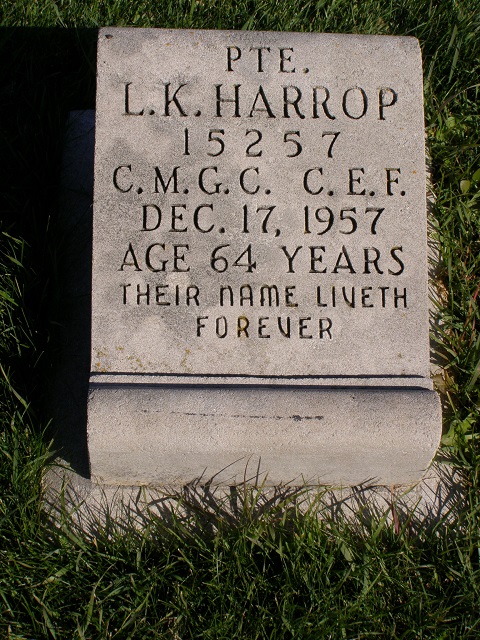 PTE.
L.K. HARROP
15257
C.M.G.C. C.E.F.
DEC. 17, 1957
AGE 64 YEARS
THEIR NAME LIVETH
FOREVER